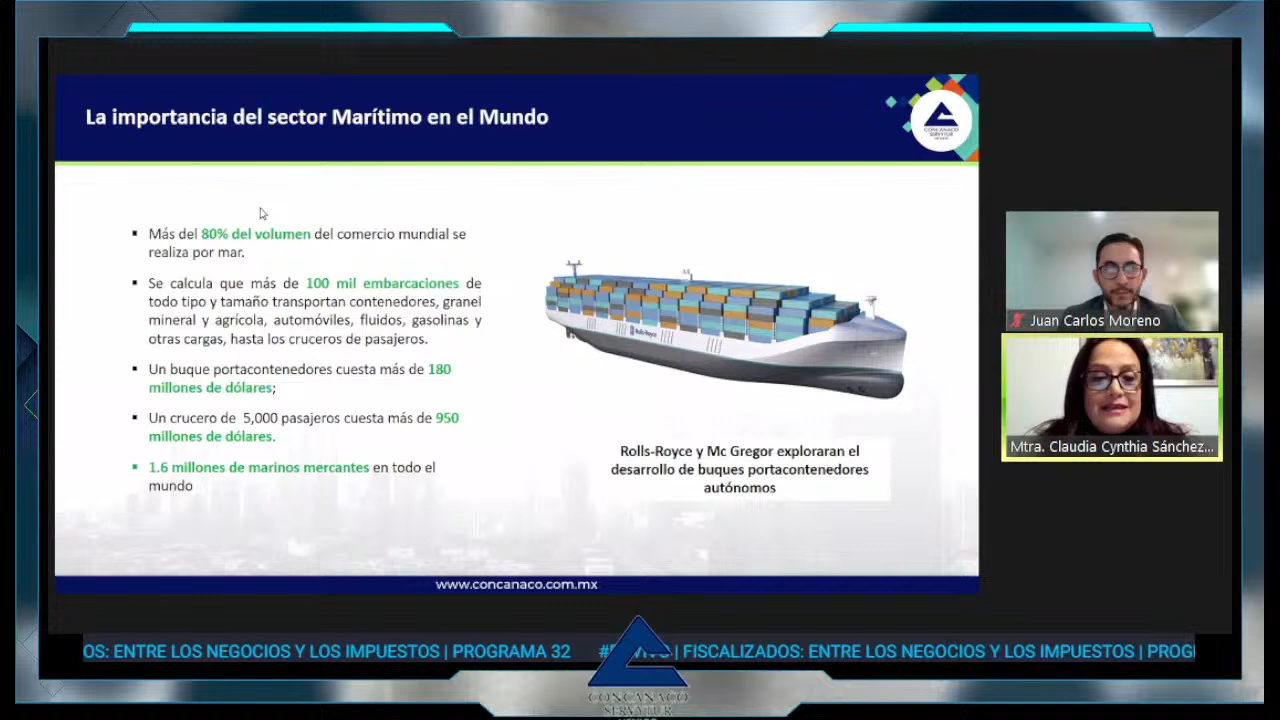 La importancia del sector Marítimo en el Mundo
CONCANACO
SERVYTUR
Más del 80% del volumen del comercio mundial se
realiza por mar.
Se calcula que más de 100 mil embarcaciones de
todo tipo y tamaño transportan contenedores, granel
mineral y agrícola, automóviles, fluidos, gasolinas y
otras cargas, hasta los cruceros de pasajeros.
Un buque portacontenedores cuesta más de 180
millones de dólares;
Un crucero de 5,000 pasajeros cuesta más de 950
millones de dólares.
1.6 millones de marinos mercantes en todo el
mundo
Rolls-Royce
Rolls-Royce y Mc Gregor exploraran el
desarrollo de buques portacontenedores
autónomos
www.concanaco.com.mx
Juan Carlos Moreno
Mtra. Claudia Cynthia Sánchez...
OS: ENTRE LOS NEGOCIOS Y LOS IMPUESTOS | PROGRAMA 32 | FISCALIZADOS: ENTRE LOS NEGOCIOS Y LOS IMPUESTOS | PROG
CONCANACO
SERVYTUR